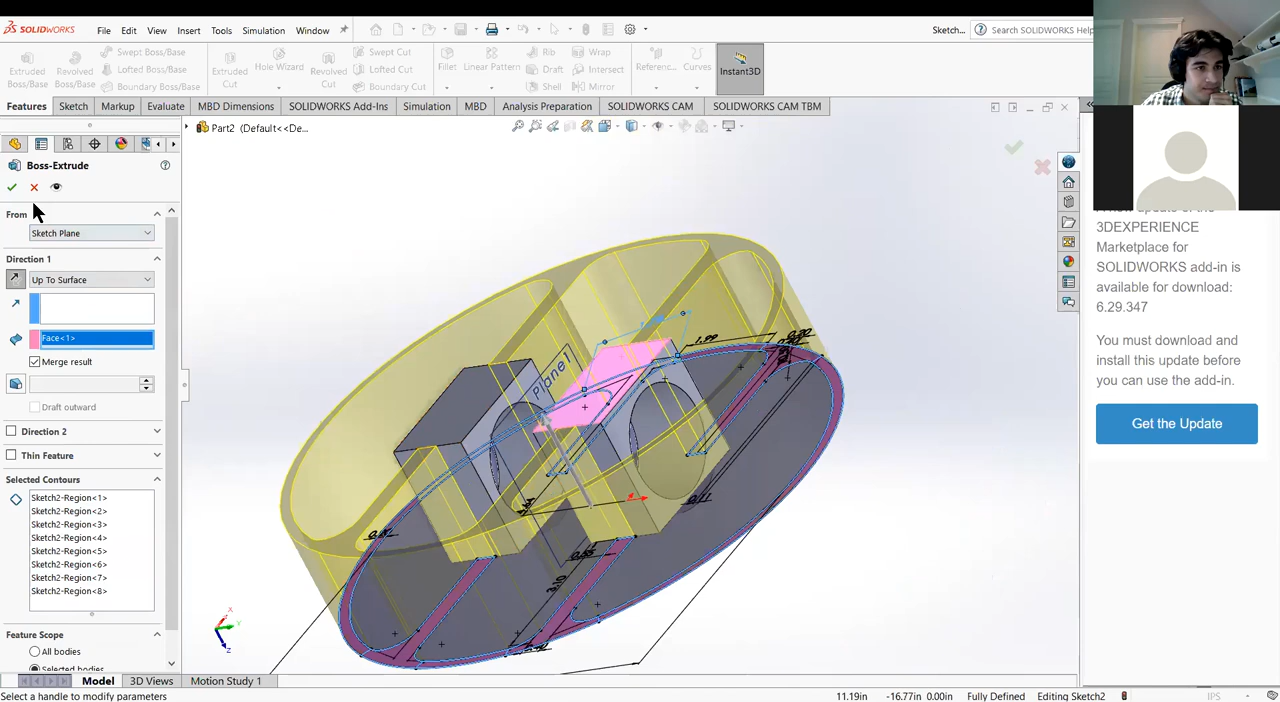 SOLIDWORKS File Edit View Insert Tools Simulation Window Sketch... Search SOLIDWORKS Help
Extruded Boss/Base
Revolved Boss/Base
Swept Boss/Base
Lofted Boss/Base
Boundary Boss/Base
Extruded Cut
Hole Wizard
Revolved Cut
Swept Cut
Lofted Cut
Boundary Cut
Fillet
Linear Pattern
Rib
Draft
Shell
Wrap
Intersect
Mirror
Referenc...
Curves
Instant3D
Features Sketch Markup Evaluate MBD Dimensions SOLIDWORKS Add-Ins Simulation MBD Analysis Preparation SOLIDWORKS CAM SOLIDWORKS CAM TBM
Part2 (Default<<De...
Boss-Extrude
From
Sketch Plane
Direction 1
Up To Surface
Face<1>
Merge result
Draft outward
Direction 2
Thin Feature
Selected Contours
Sketch2-Region<1>
Sketch2-Region<2>
Sketch2-Region<3>
Sketch2-Region<4>
Sketch2-Region<5>
Sketch2-Region<6>
Sketch2-Region<7>
Sketch2-Region<8>
Feature Scope
All bodies
Selected bodies
Plane1
1.99
X
Y
Z
3DEXPERIENCE
Marketplace for
SOLIDWORKS add-in is
available for download:
6.29.347
You must download and
install this update before
you can use the add-in.
Get the Update
Model 3D Views Motion Study 1
Select a handle to modify parameters 11.19in -16.77in 0.00in Fully Defined Editing Sketch2 IPS